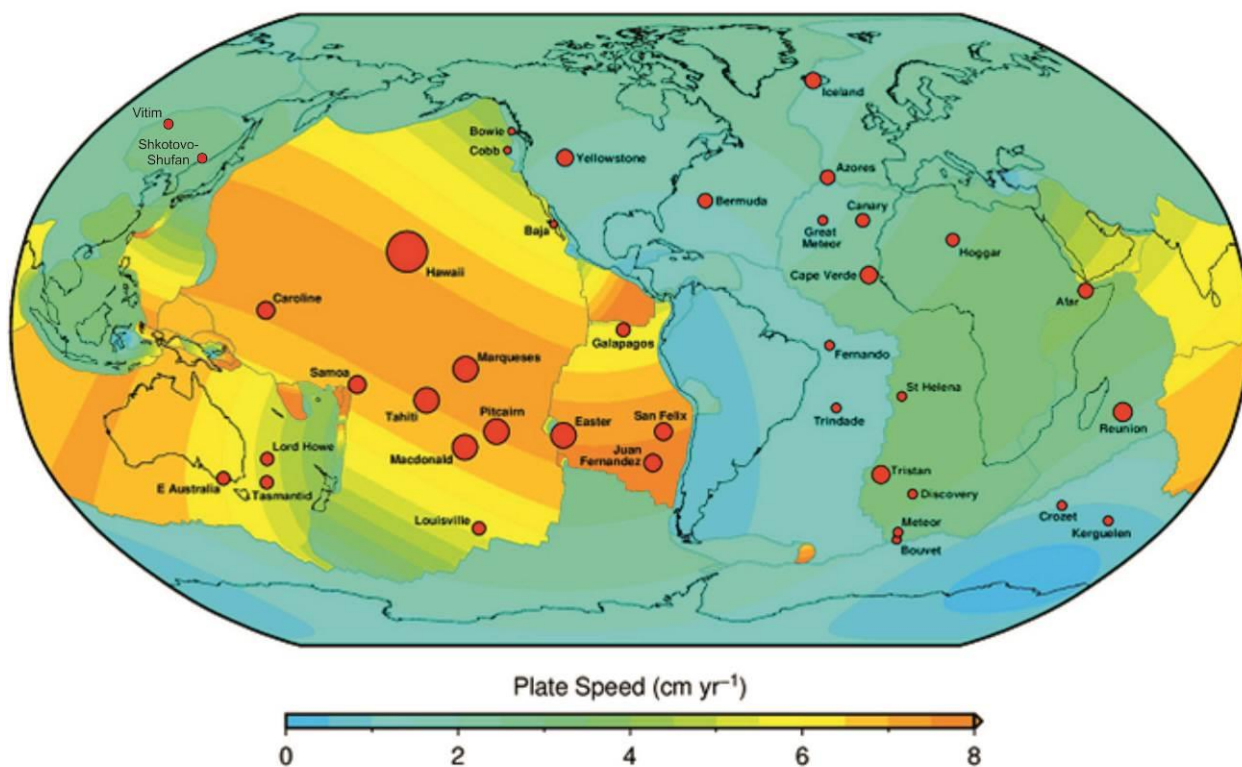 Vitim
Shkotovo-
Shufan
Bowie
Cobb
Yellowstone
Bermuda
Baja
Hawaii
Caroline
Iceland
Azores
Canary
Great
Meteor
Hoggar
Cape Verde
Afar
Galapagos
Fernando
Marqueses
Samoa
Tahiti
Pitcairn
Easter
San Felix
Macdonald
Juan
Fernandez
St Helena
Trindade
Reunion
Lord Howe
E Australia
Tasmantid
Louisville
Tristan
Discovery
Meteor
Bouvet
Crozet
Kerguelen
Plate Speed (cm yr⁻¹)
0 2 4 6 8